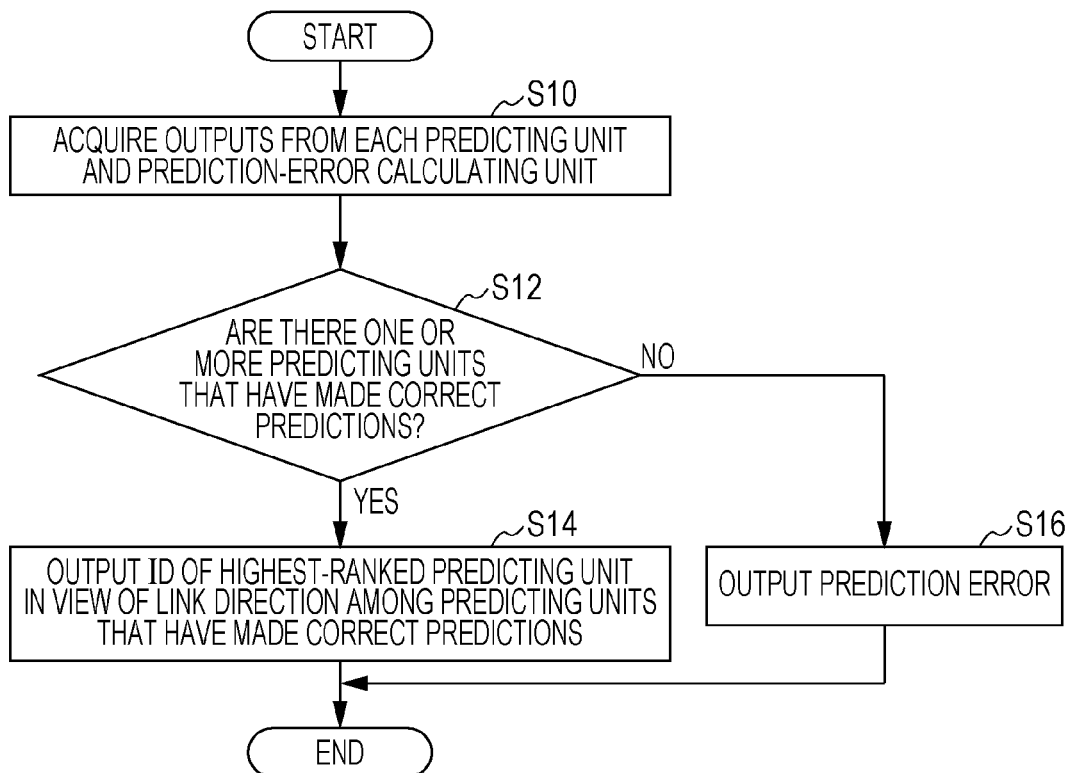 START
S10
ACQUIRE OUTPUTS FROM EACH PREDICTING UNIT
AND PREDICTION-ERROR CALCULATING UNIT
S12
ARE THERE ONE OR
MORE PREDICTING UNITS
THAT HAVE MADE CORRECT
PREDICTIONS?
NO
YES
S14
OUTPUT ID OF HIGHEST-RANKED PREDICTING UNIT
IN VIEW OF LINK DIRECTION AMONG PREDICTING UNITS
THAT HAVE MADE CORRECT PREDICTIONS
S16
OUTPUT PREDICTION ERROR
END